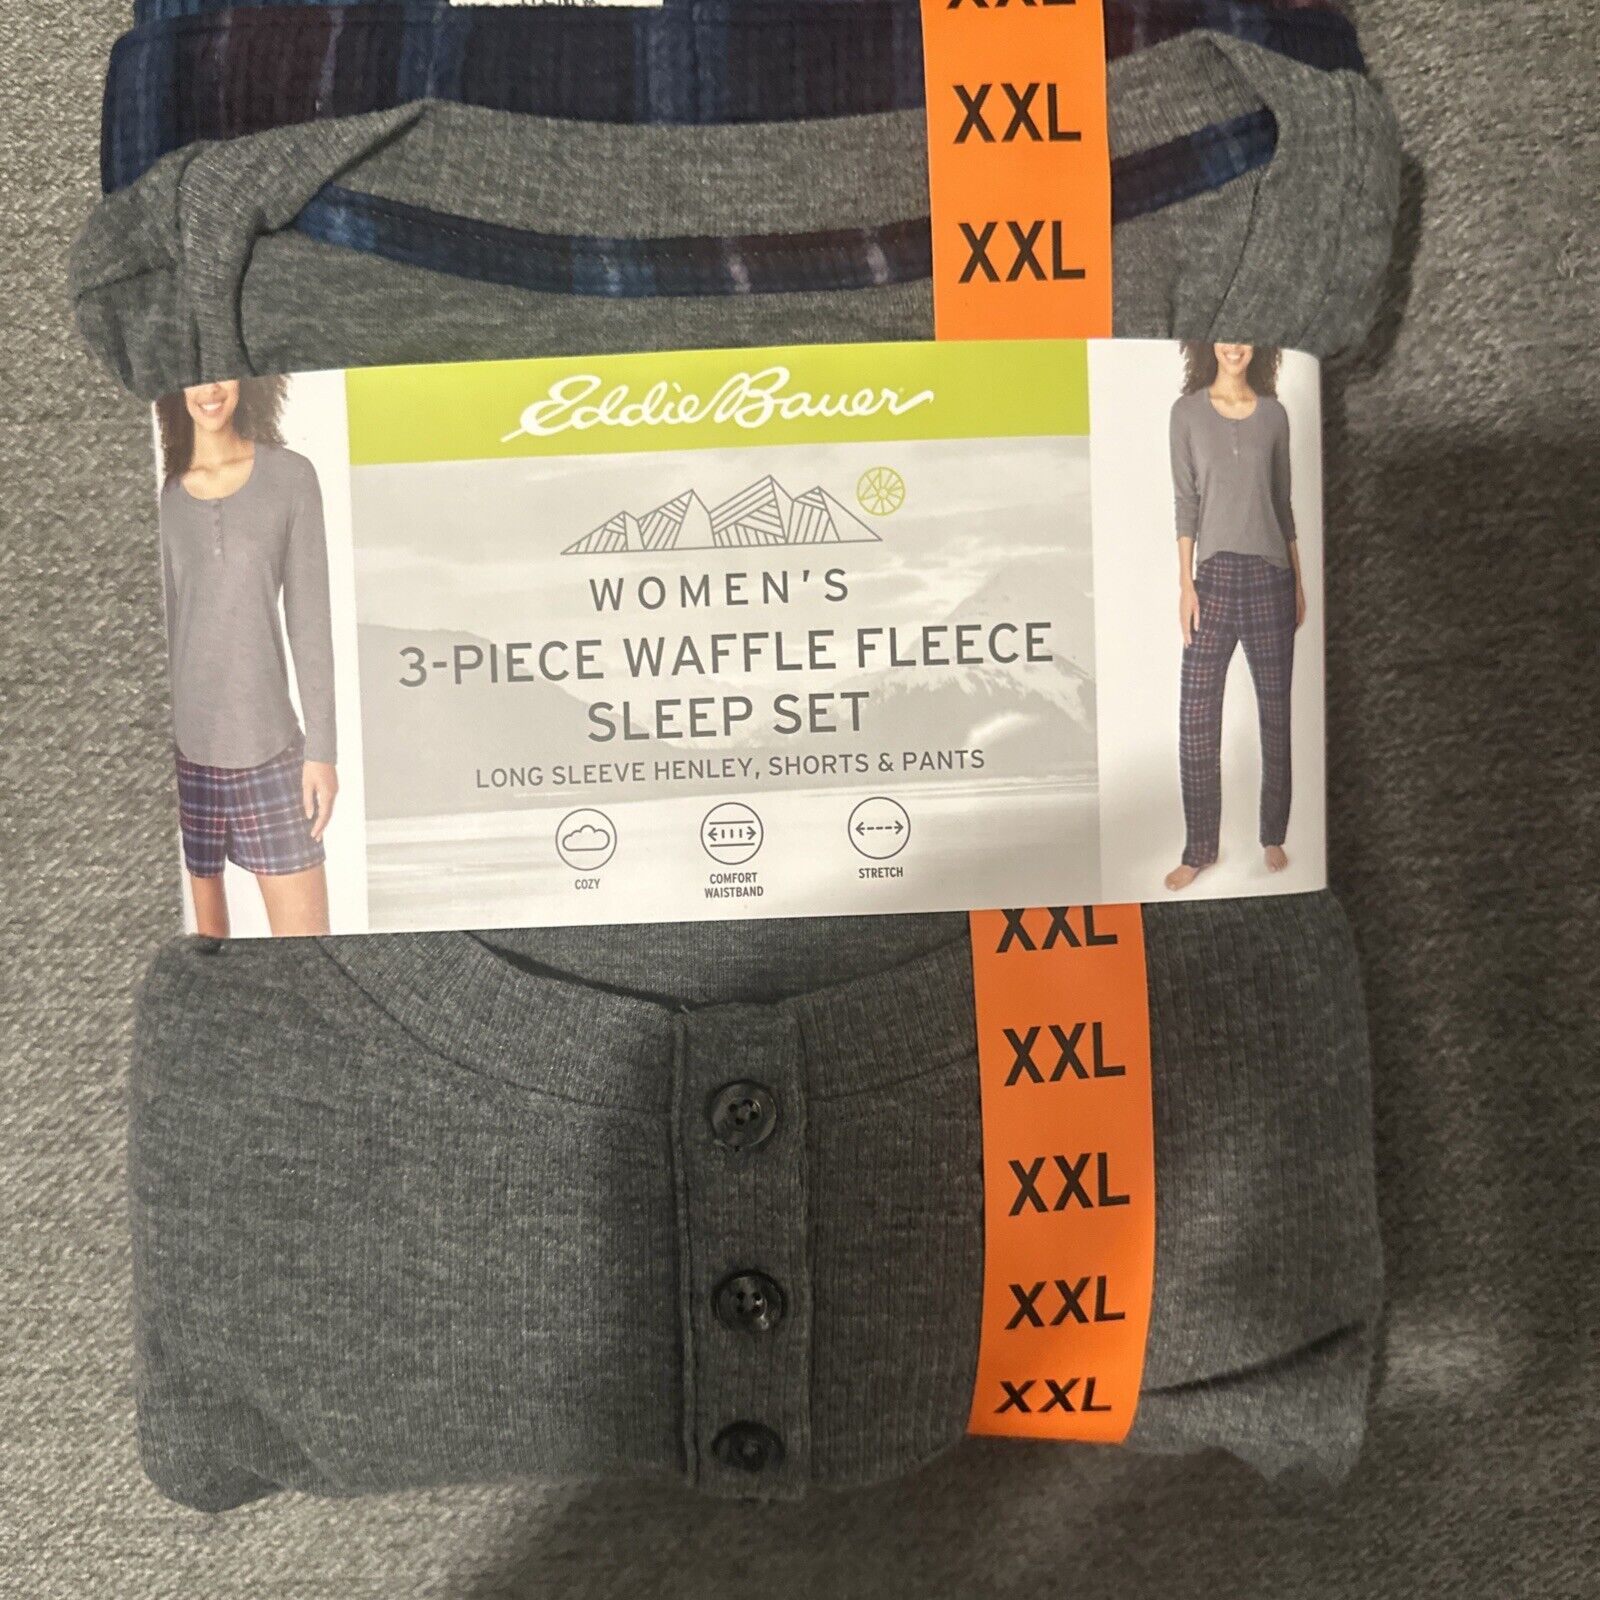 XXL
XXL
XXL
Eddie Bauer
WOMEN'S
3-PIECE WAFFLE FLEECE
SLEEP SET
LONG SLEEVE HENLEY, SHORTS & PANTS
COZY
COMFORT
WAISTBAND
STRETCH
XXL
XXL
XXL
XXL
XXL